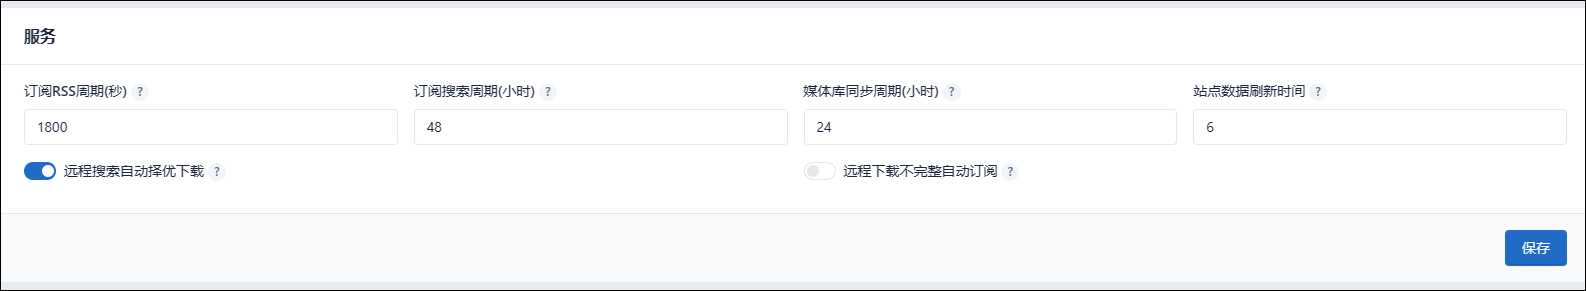 服务
订阅RSS周期(秒) ?
订阅搜索周期(小时) ?
媒体库同步周期(小时) ?
站点数据刷新时间 ?
1800
48
24
6
远程搜索自动择优下载 ?
远程下载不完整自动订阅 ?
保存